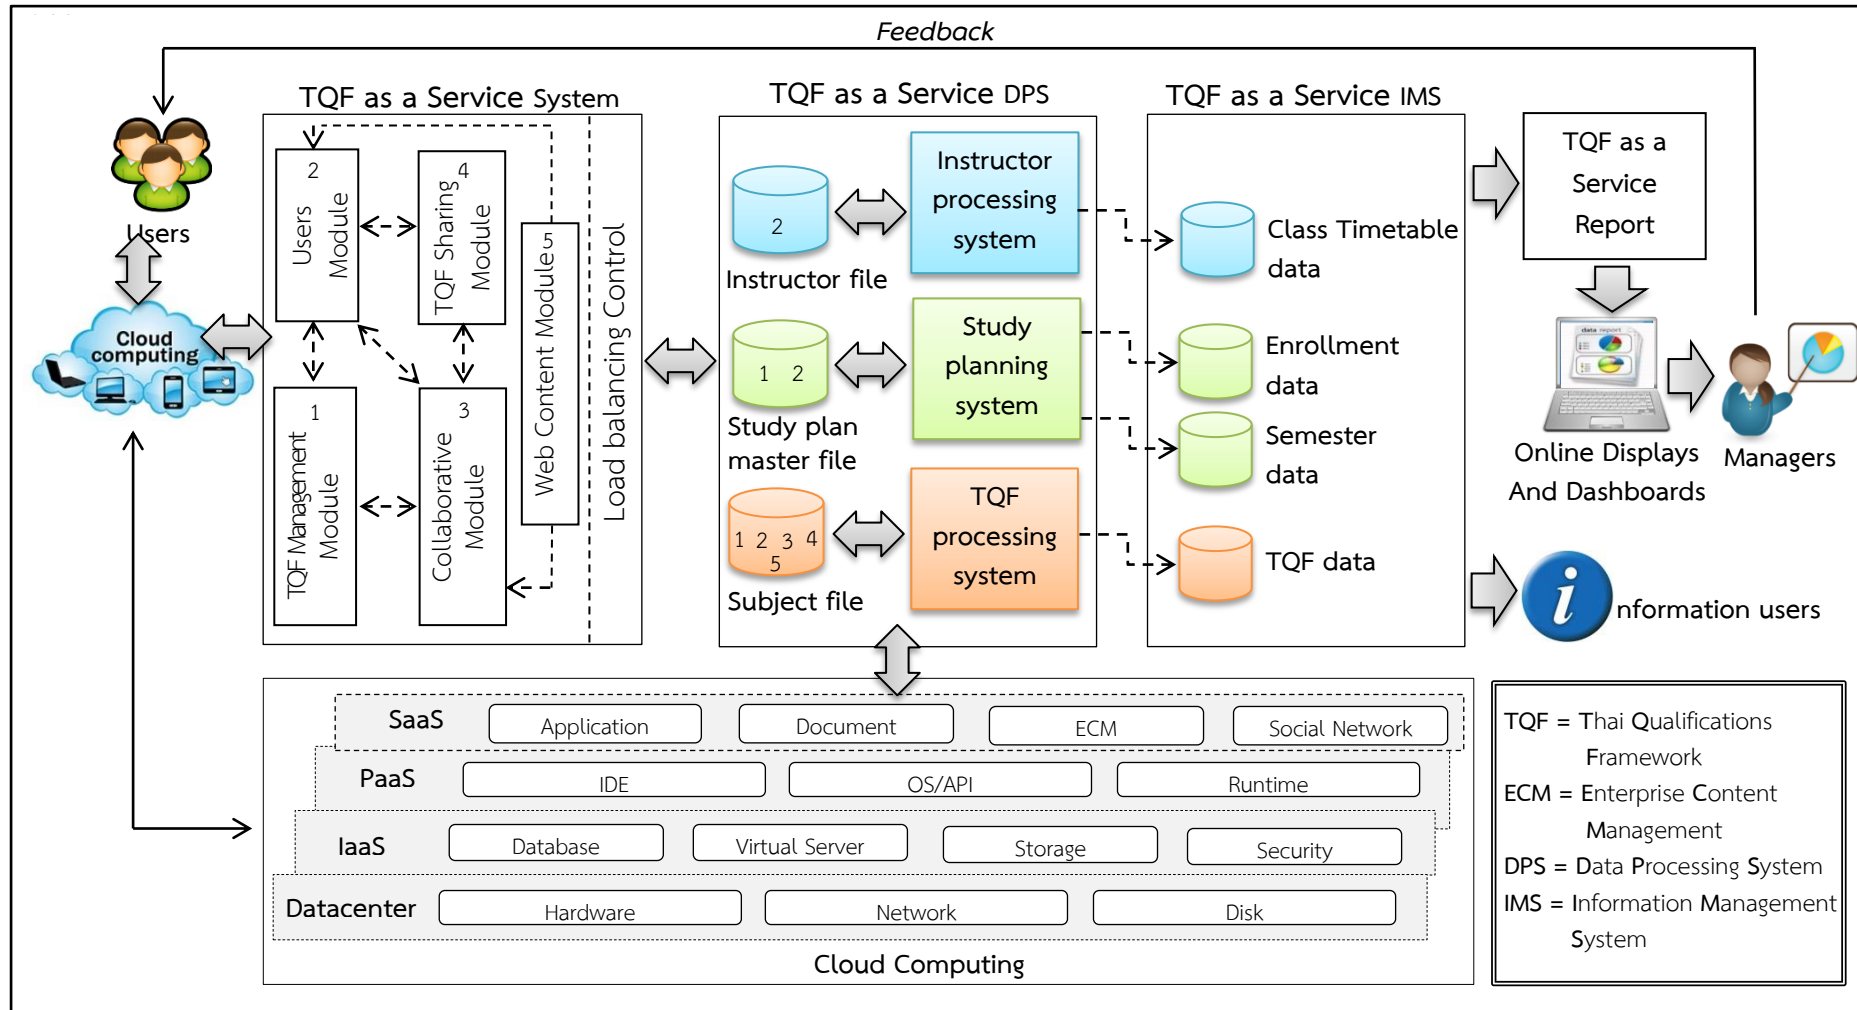 Feedback
TQF as a Service System
TQF as a Service DPS
TQF as a Service IMS
Users
Cloud
computing
2
Users
Module
4
TQF Sharing
Module
1
TQF Management
Module
3
Collaborative
Module
Web Content Module 5
Load balancing Control
2
Instructor file
1 2
Study plan
master file
1 2 3 4
5
Subject file
Instructor
processing
system
Study
planning
system
TQF
processing
system
Class Timetable
data
Enrollment
data
Semester
data
TQF data
TQF as a
Service
Report
data report
Online Displays
And Dashboards
Managers
i
nformation users
SaaS
Application
Document
ECM
Social Network
PaaS
IDE
OS/API
Runtime
IaaS
Database
Virtual Server
Storage
Security
Datacenter
Hardware
Network
Disk
Cloud Computing
TQF = Thai Qualifications
Framework
ECM = Enterprise Content
Management
DPS = Data Processing System
IMS = Information Management
System